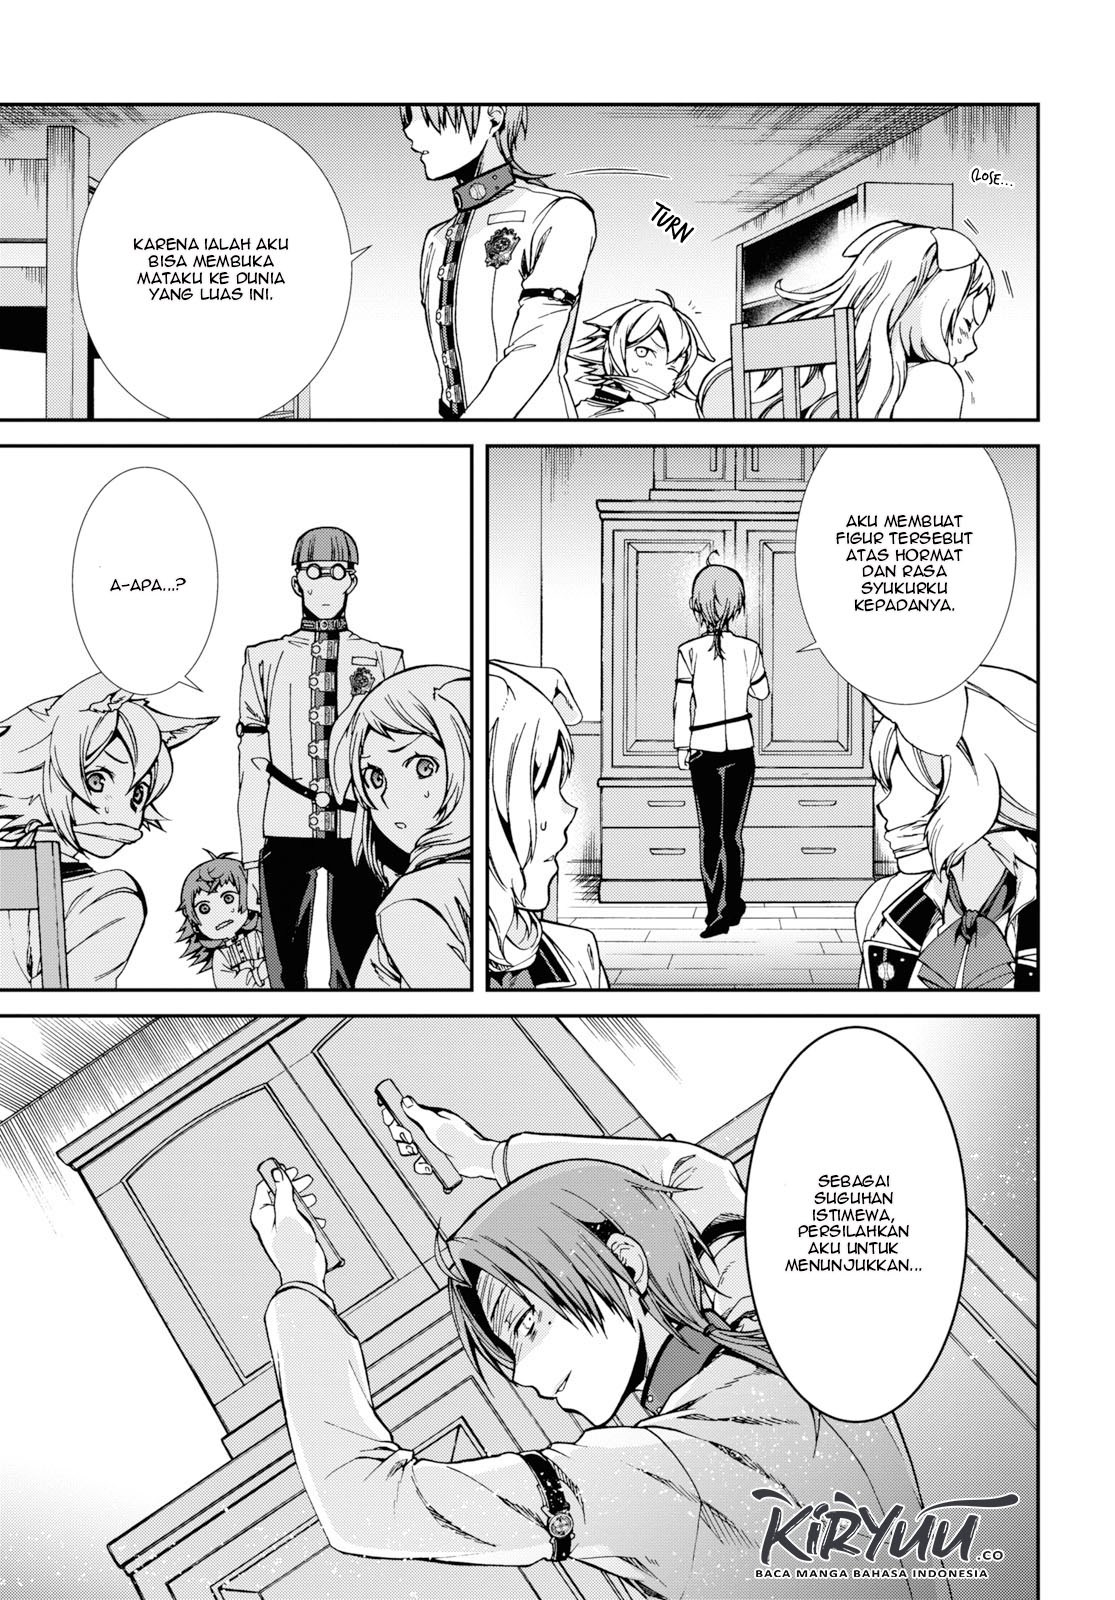 CLOSE...
TURN
KARENA IALAH AKU
BISA MEMBUKA
MATAKU KE DUNIA
YANG LUAS INI.
AKU MEMBUAT
FIGUR TERSEBUT
ATAS HORMAT
DAN RASA
SYUKURKU
KEPADANYA.
A-APA...?
SEBAGAI
SUGUHAN
ISTIMEWA,
PERSILAHKAN
AKU UNTUK
MENUNJUKKAN...
KIRYUU.CO
BACA MANGA BAHASA INDONESIA